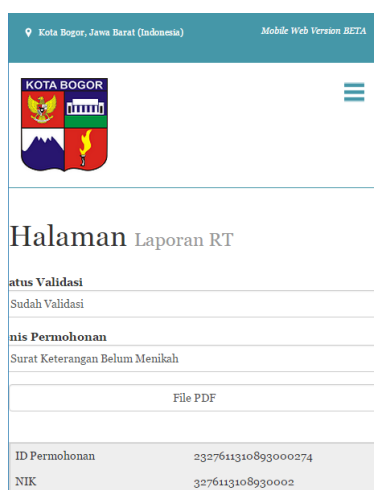 Kota Bogor, Jawa Barat (Indonesia) Mobile Web Version BETA
KOTA BOGOR
Halaman Laporan RT
atus Validasi
Sudah Validasi
nis Permohonan
Surat Keterangan Belum Menikah
File PDF
ID Permohonan 2327611310893000274
NIK 3276113108930002